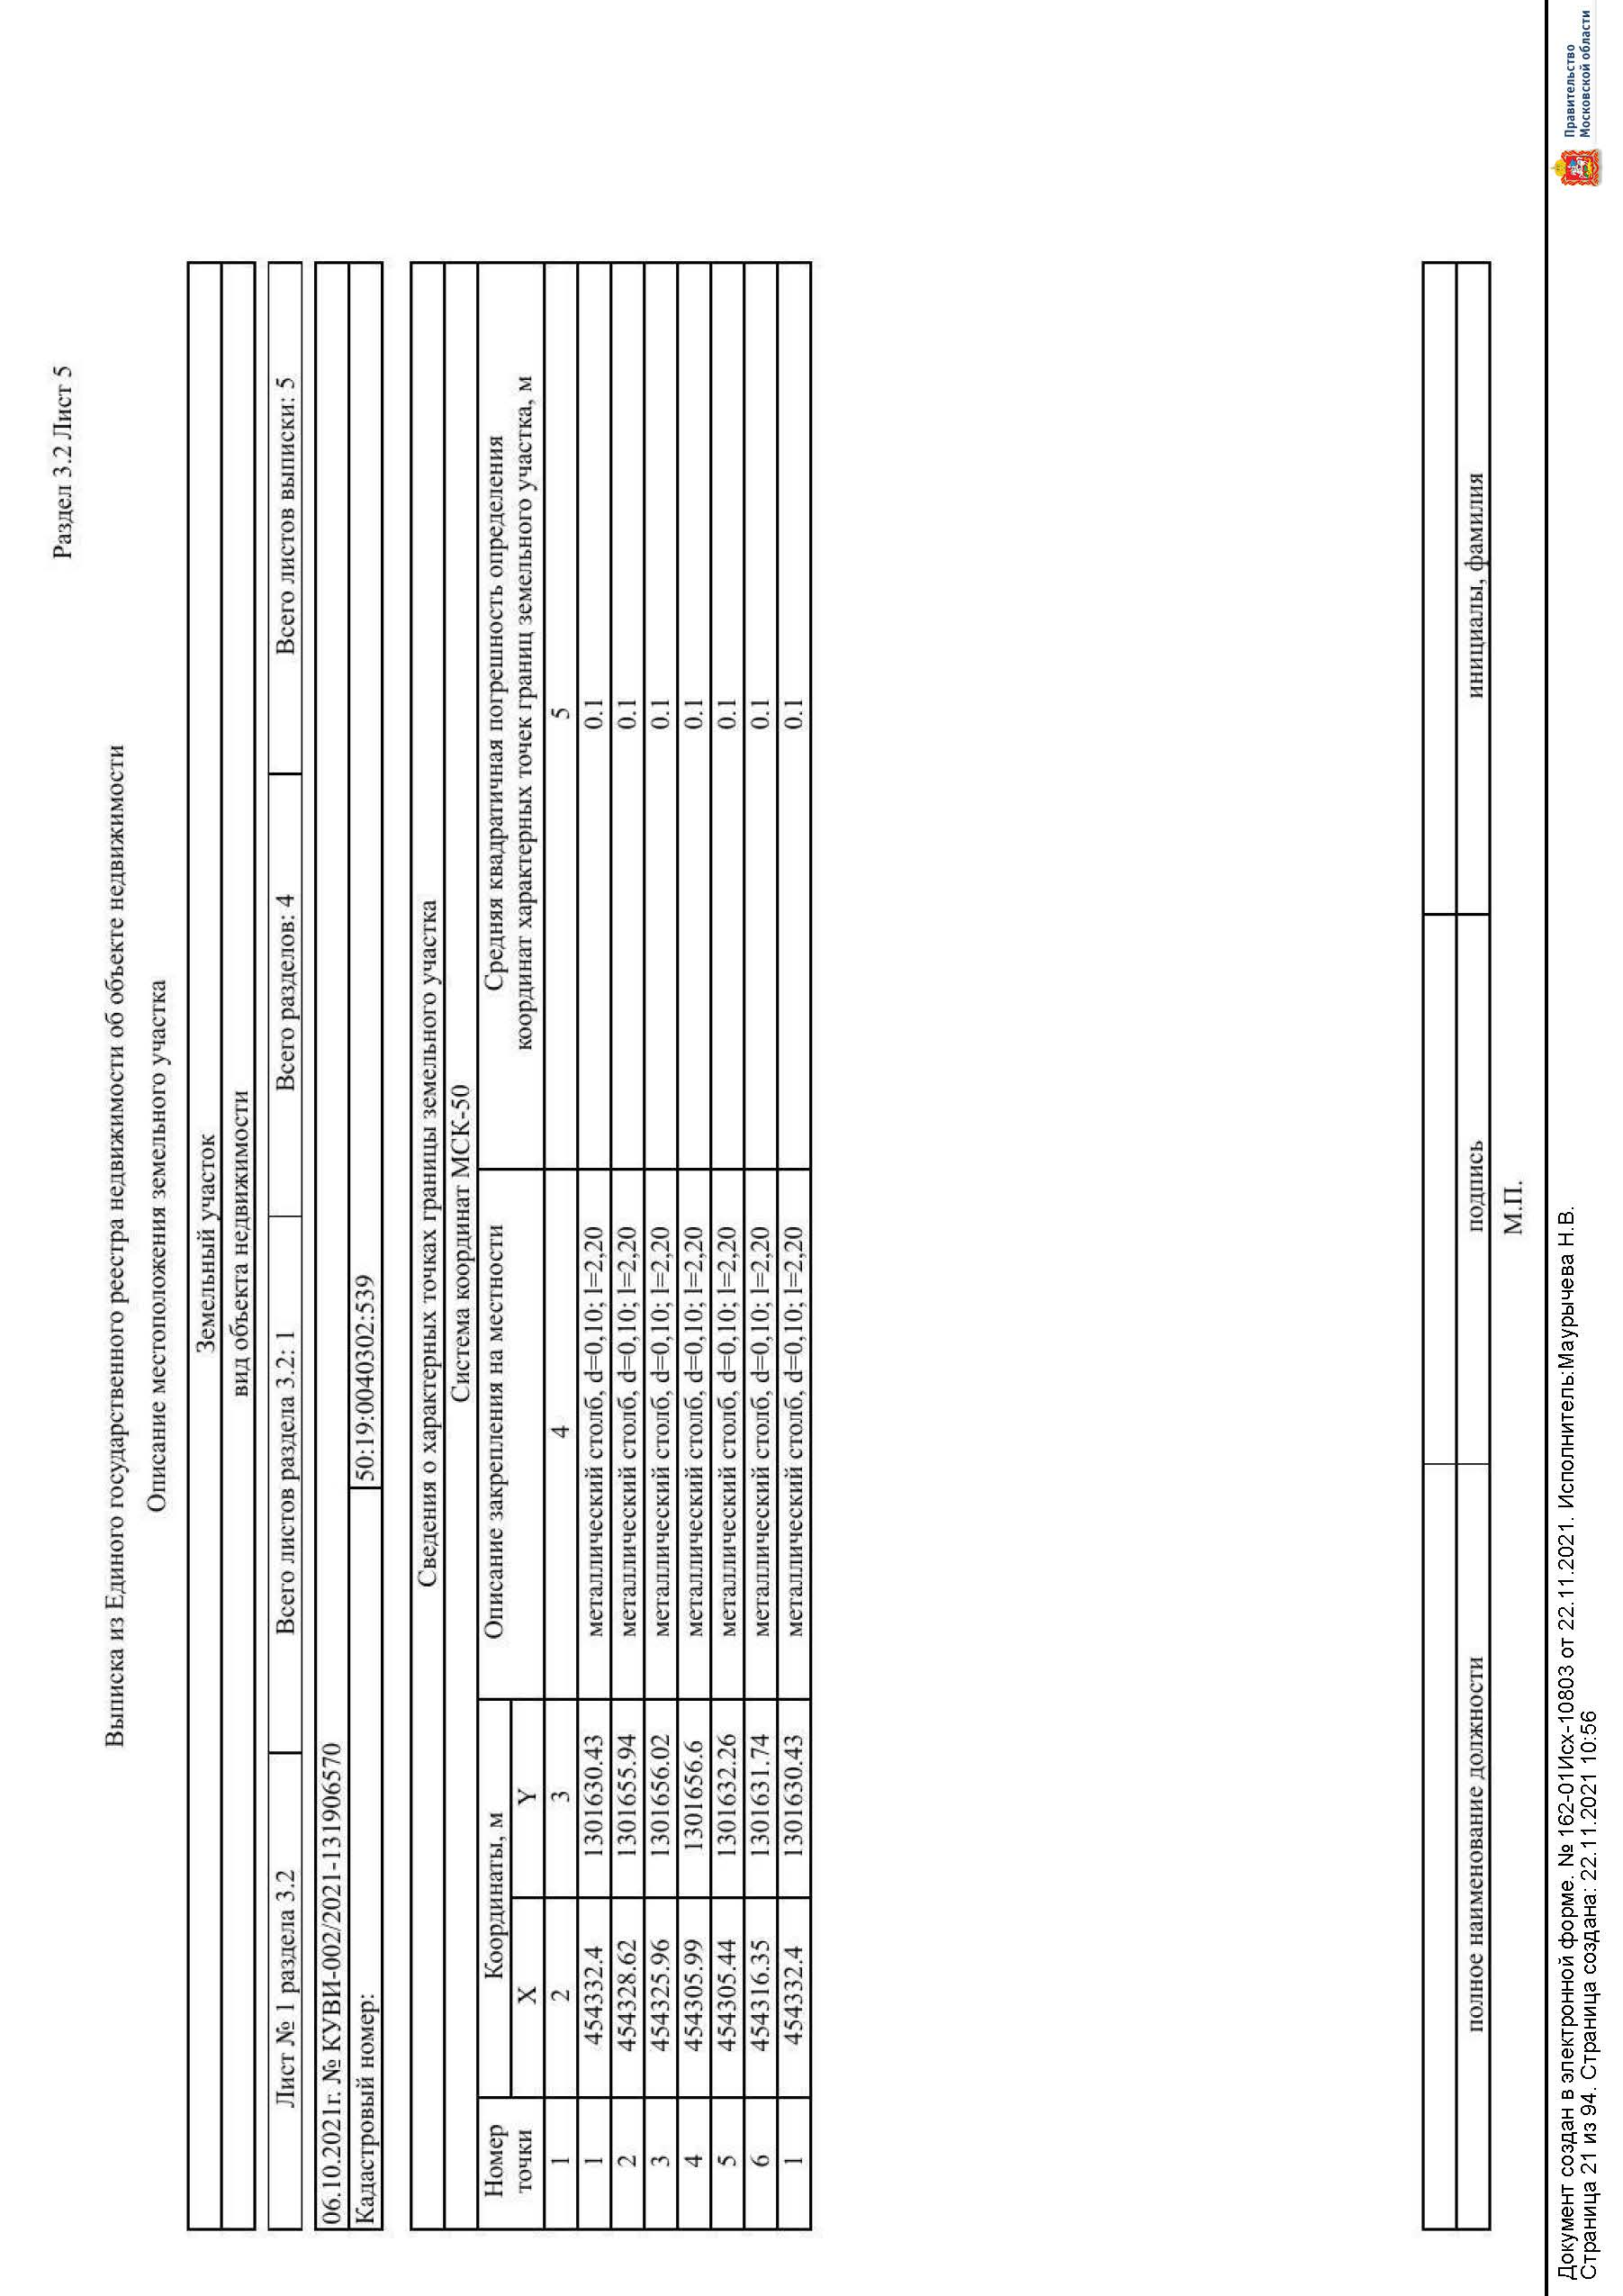 Раздел 3.2 Лист 5
Выписка из Единого государственного реестра недвижимости об объекте недвижимости
Описание местоположения земельного участка
Земельный участок
вид объекта недвижимости
Лист № 1 раздела 3.2 Всего листов раздела 3.2: 1 Всего разделов: 4 Всего листов выписки: 5
06.10.2021г. № КУВИ-002/2021-131906570
Кадастровый номер: 50:19:0040302:539
Сведения о характерных точках границы земельного участка
Система координат МСК-50
Номер точки Координаты, м Описание закрепления на местности Средняя квадратичная погрешность определения
координат характерных точек границ земельного участка, м
X Y
1 2 3 4 5
1 454332.4 1301630.43 металлический столб, d=0,10; l=2,20 0.1
2 454328.62 1301655.94 металлический столб, d=0,10; l=2,20 0.1
3 454325.96 1301656.02 металлический столб, d=0,10; l=2,20 0.1
4 454305.99 1301656.6 металлический столб, d=0,10; l=2,20 0.1
5 454305.44 1301632.26 металлический столб, d=0,10; l=2,20 0.1
6 454316.35 1301631.74 металлический столб, d=0,10; l=2,20 0.1
1 454332.4 1301630.43 металлический столб, d=0,10; l=2,20 0.1
полное наименование должности подпись инициалы, фамилия
М.П.
Документ создан в электронной форме. № 162-01Исх-10803 от 22.11.2021. Исполнитель:Маурычева Н.В.
Страница 21 из 94. Страница создана: 22.11.2021 10:56
Правительство
Московской области